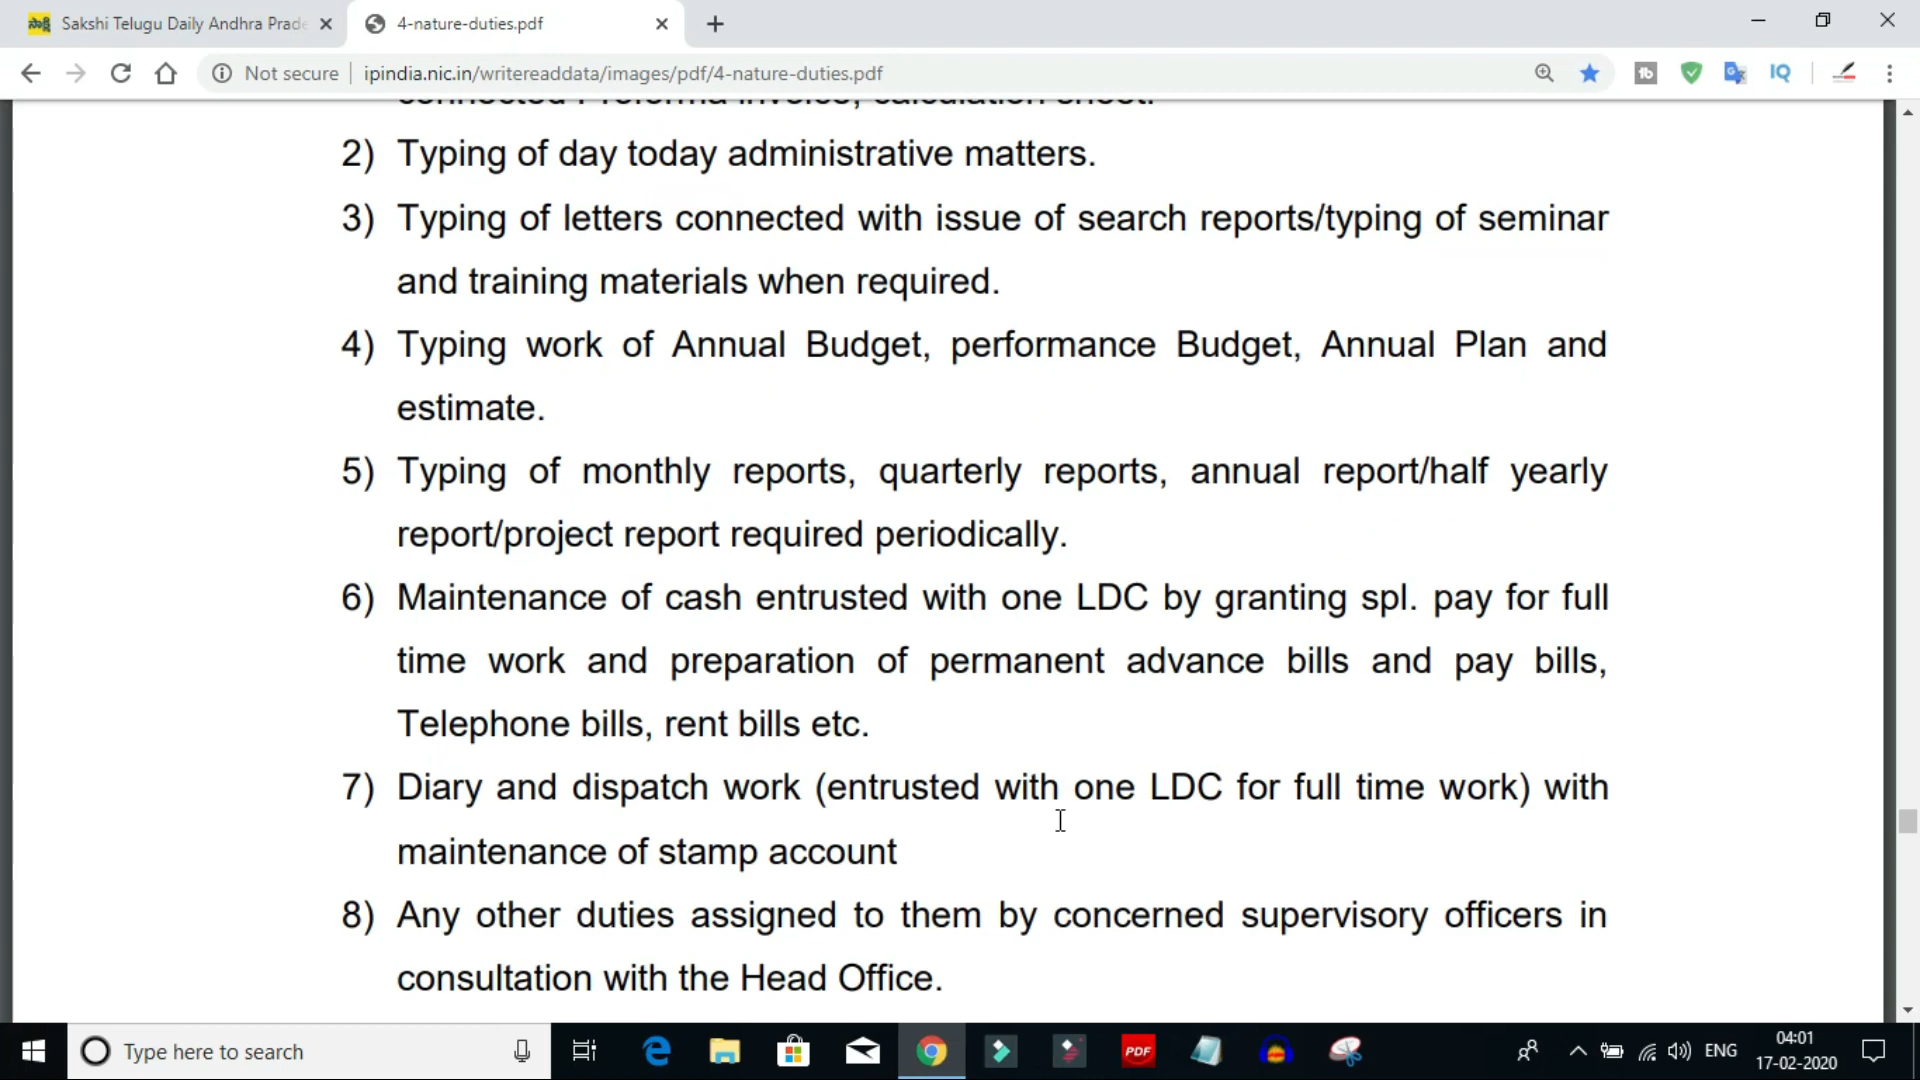 Sakshi Telugu Daily Andhra Prade
4-nature-duties.pdf
Not secure
ipindia.nic.in/writereaddata/images/pdf/4-nature-duties.pdf
connected Proforma invoice, calculation sheet.
2) Typing of day today administrative matters.
3) Typing of letters connected with issue of search reports/typing of seminar
and training materials when required.
4) Typing work of Annual Budget, performance Budget, Annual Plan and
estimate.
5) Typing of monthly reports, quarterly reports, annual report/half yearly
report/project report required periodically.
6) Maintenance of cash entrusted with one LDC by granting spl. pay for full
time work and preparation of permanent advance bills and pay bills,
Telephone bills, rent bills etc.
7) Diary and dispatch work (entrusted with one LDC for full time work) with
maintenance of stamp account
8) Any other duties assigned to them by concerned supervisory officers in
consultation with the Head Office.
Type here to search
PDF
ENG
04:01
17-02-2020